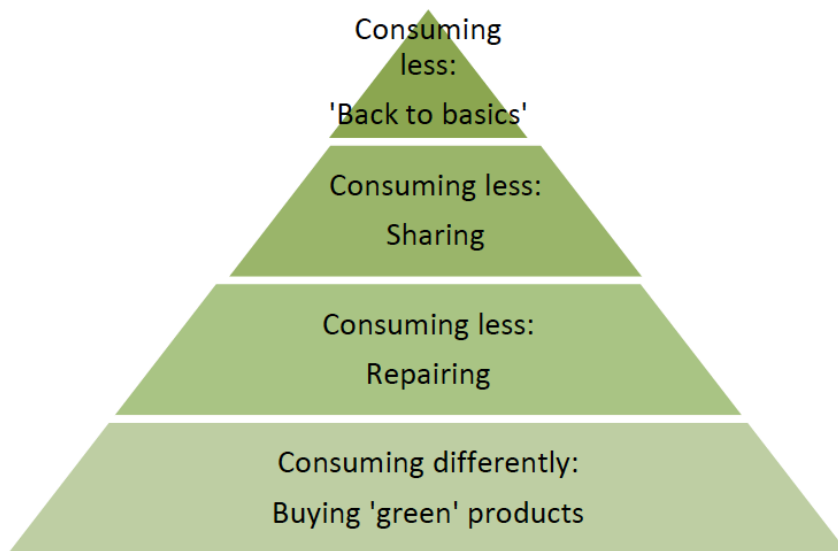 Consuming
less:
'Back to basics'
Consuming less:
Sharing
Consuming less:
Repairing
Consuming differently:
Buying 'green' products